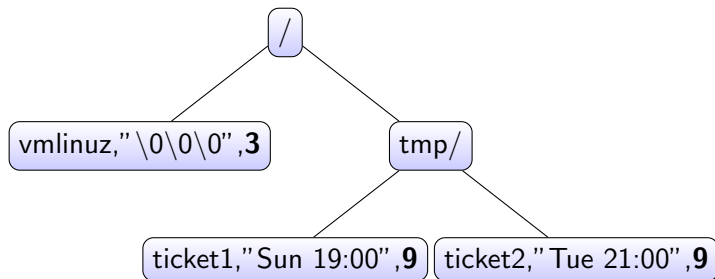 /
vmlinuz,"\0\0\0",3
tmp/
ticket1,"Sun 19:00",9
ticket2,"Tue 21:00",9